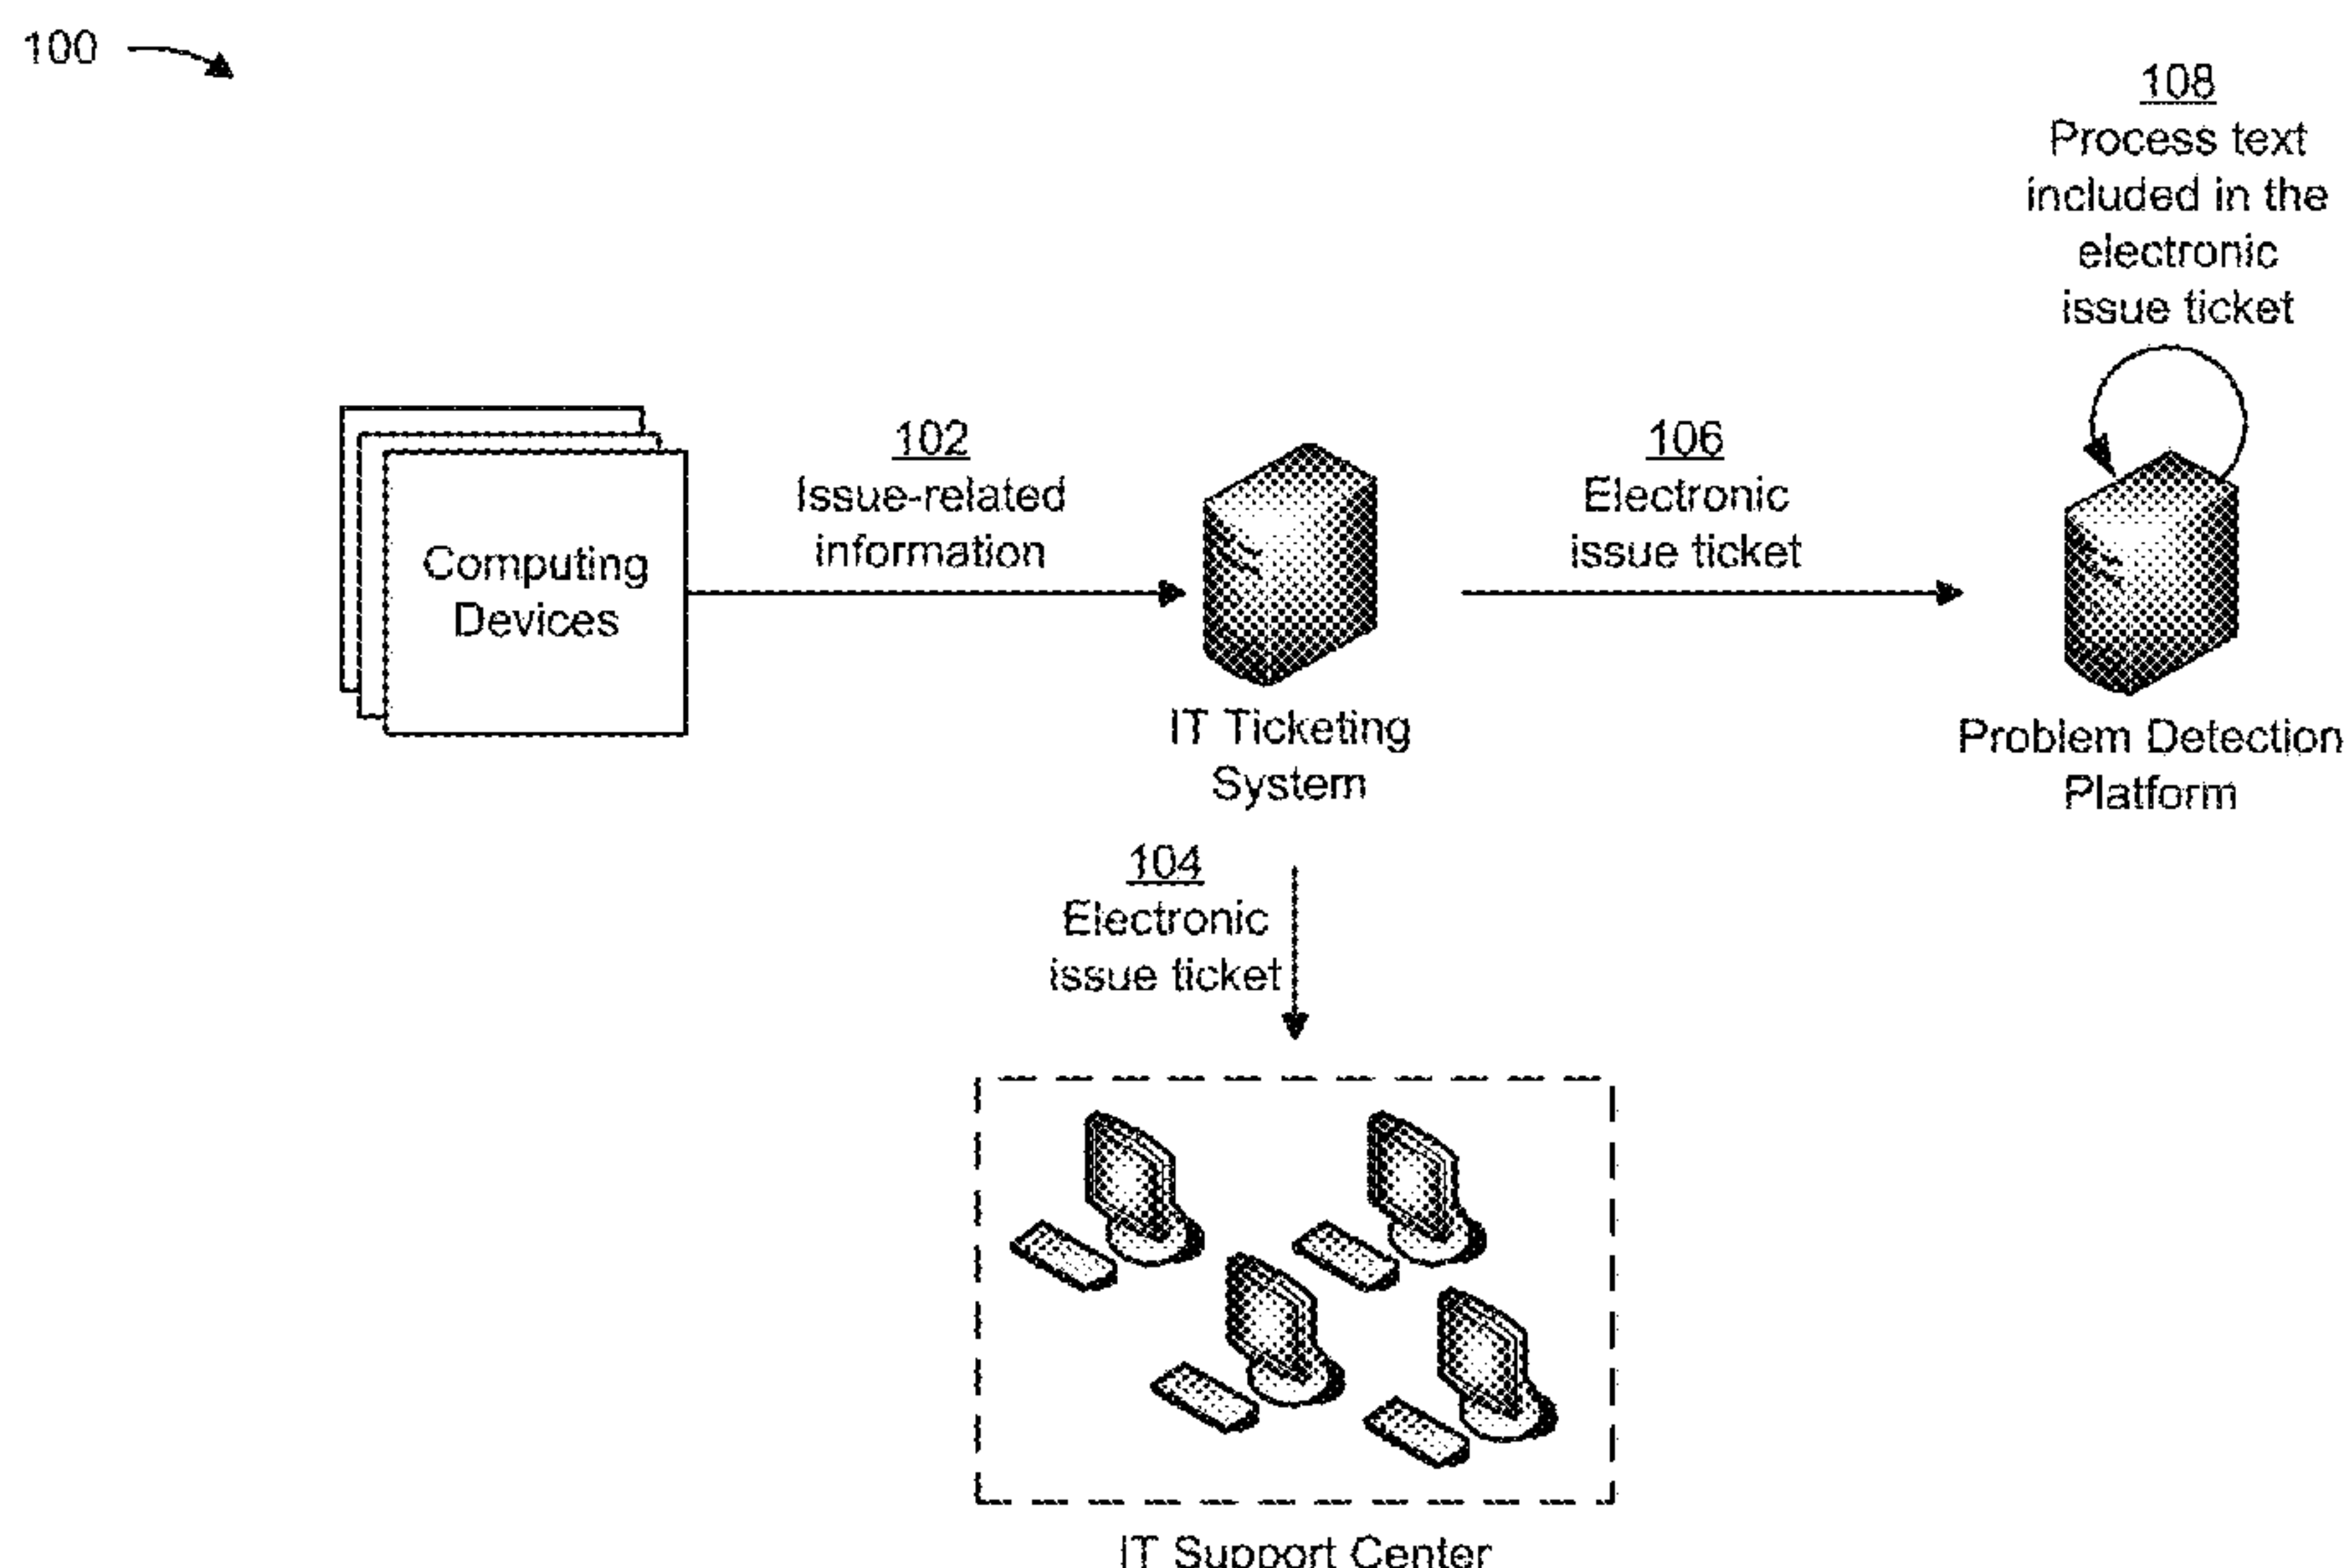 100
108
Process text
included in the
electronic
issue ticket
102
Issue-related
information
106
Electronic
issue ticket
Computing
Devices
IT Ticketing
System
Problem Detection
Platform
104
Electronic
issue ticket
IT Support Center